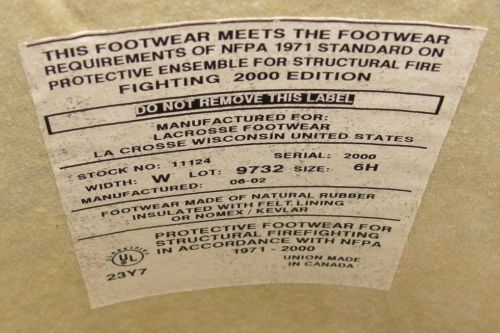 THIS FOOTWEAR MEETS THE FOOTWEAR
REQUIREMENTS OF NFPA 1971 STANDARD ON
PROTECTIVE ENSEMBLE FOR STRUCTURAL FIRE
FIGHTING 2000 EDITION
DO NOT REMOVE THIS LABEL
MANUFACTURED FOR:
LACROSSE FOOTWEAR
LA CROSSE WISCONSIN UNITED STATES
STOCK NO: 11124 SERIAL: 2000
WIDTH: W LOT: 9732 SIZE: 6H
MANUFACTURED: 06-02
FOOTWEAR MADE OF NATURAL RUBBER
INSULATED WITH FELT LINING
OR NOMEX / KEVLAR
PROTECTIVE FOOTWEAR FOR
STRUCTURAL FIREFIGHTING
IN ACCORDANCE WITH NFPA
1971 - 2000
CLASSIFIED
UL
23Y7
UNION MADE
IN CANADA